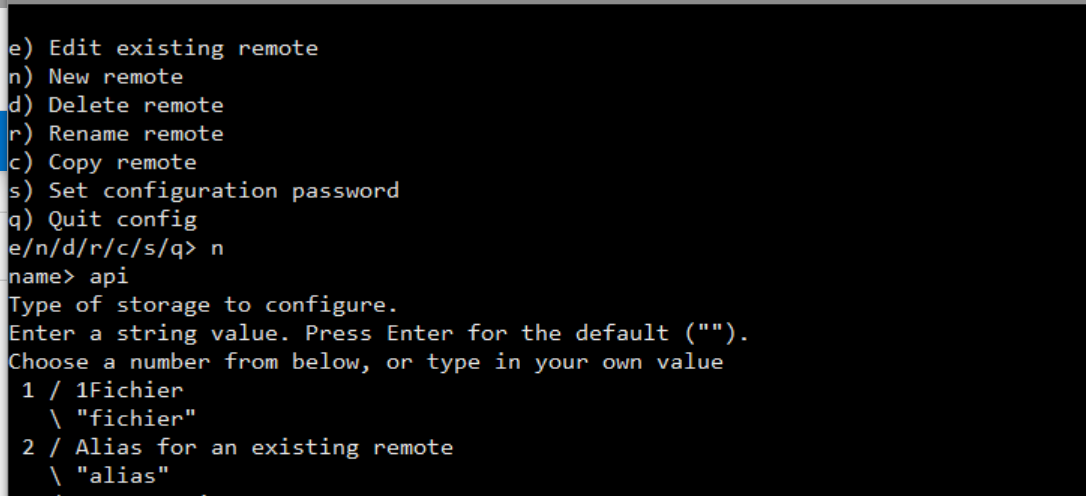 e) Edit existing remote
n) New remote
d) Delete remote
r) Rename remote
c) Copy remote
s) Set configuration password
q) Quit config
e/n/d/r/c/s/q> n
name> api
Type of storage to configure.
Enter a string value. Press Enter for the default ("").
Choose a number from below, or type in your own value
 1 / 1Fichier
   \ "fichier"
 2 / Alias for an existing remote
   \ "alias"